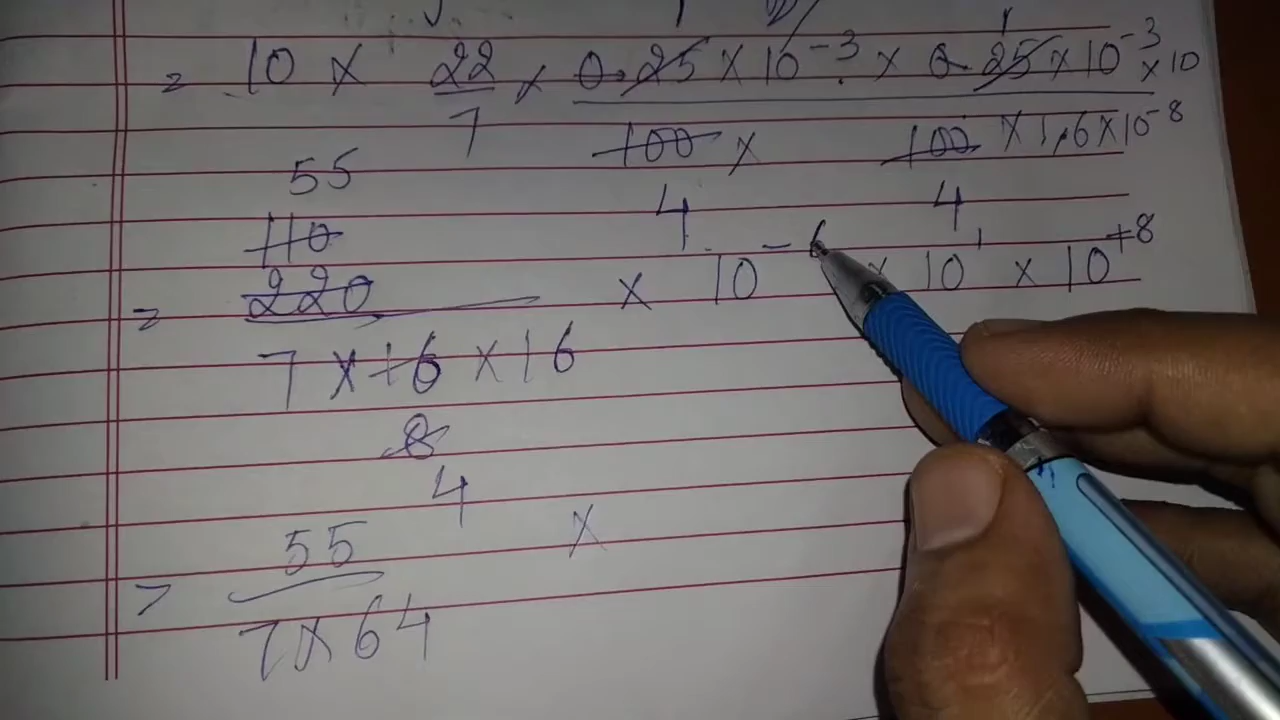 = 10 × 22/7 × 0.25 × 10⁻³ × 0.25 × 10⁻³ × 10
100 × 100 × 1.6 × 10⁻⁸
55 4 4
110
= 220 × 10⁻⁶ × 10¹ × 10⁺⁸
7 × 16 × 16
8
4
= 55 ×
7 × 64